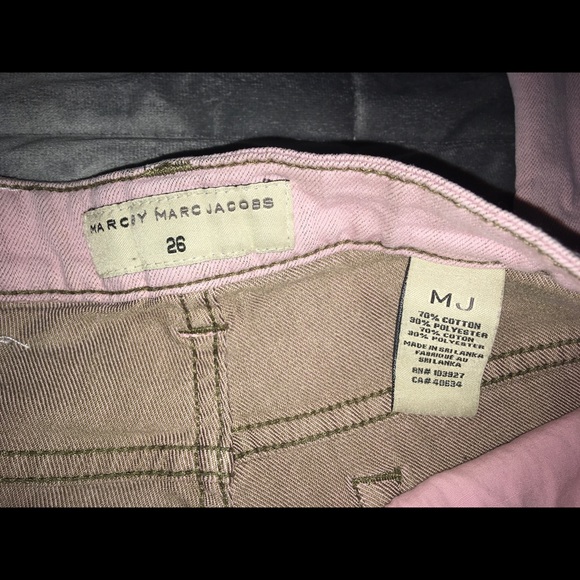 MARC BY MARC JACOBS
26
MJ
70% COTTON
30% POLYESTER
70% COTON
30% POLYESTER
MADE IN SRI LANKA
FABRIQUE AU
SRI LANKA
RN# 103927
CA# 40634